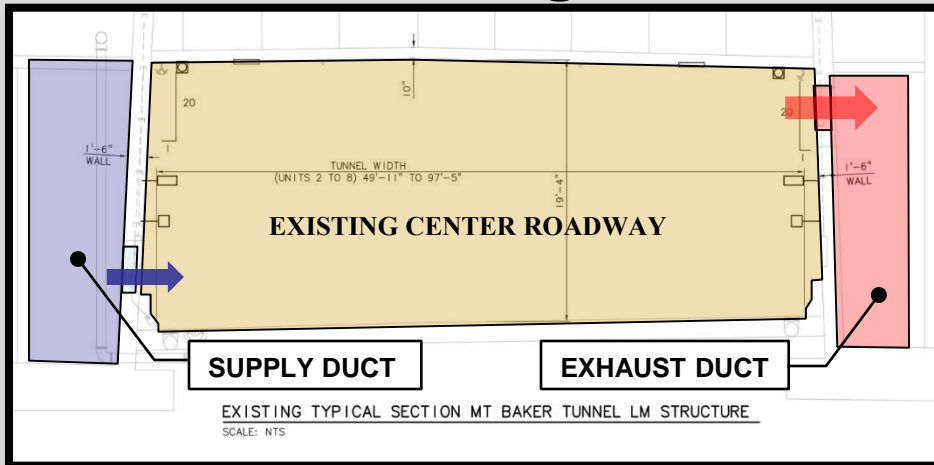 20
10"
20
1'-6"
WALL
TUNNEL WIDTH
(UNITS 2 TO 8) 49'-11" TO 97'-5"
19'-4"
1'-6"
WALL
EXISTING CENTER ROADWAY
SUPPLY DUCT
EXHAUST DUCT
EXISTING TYPICAL SECTION MT BAKER TUNNEL LM STRUCTURE
SCALE: NTS